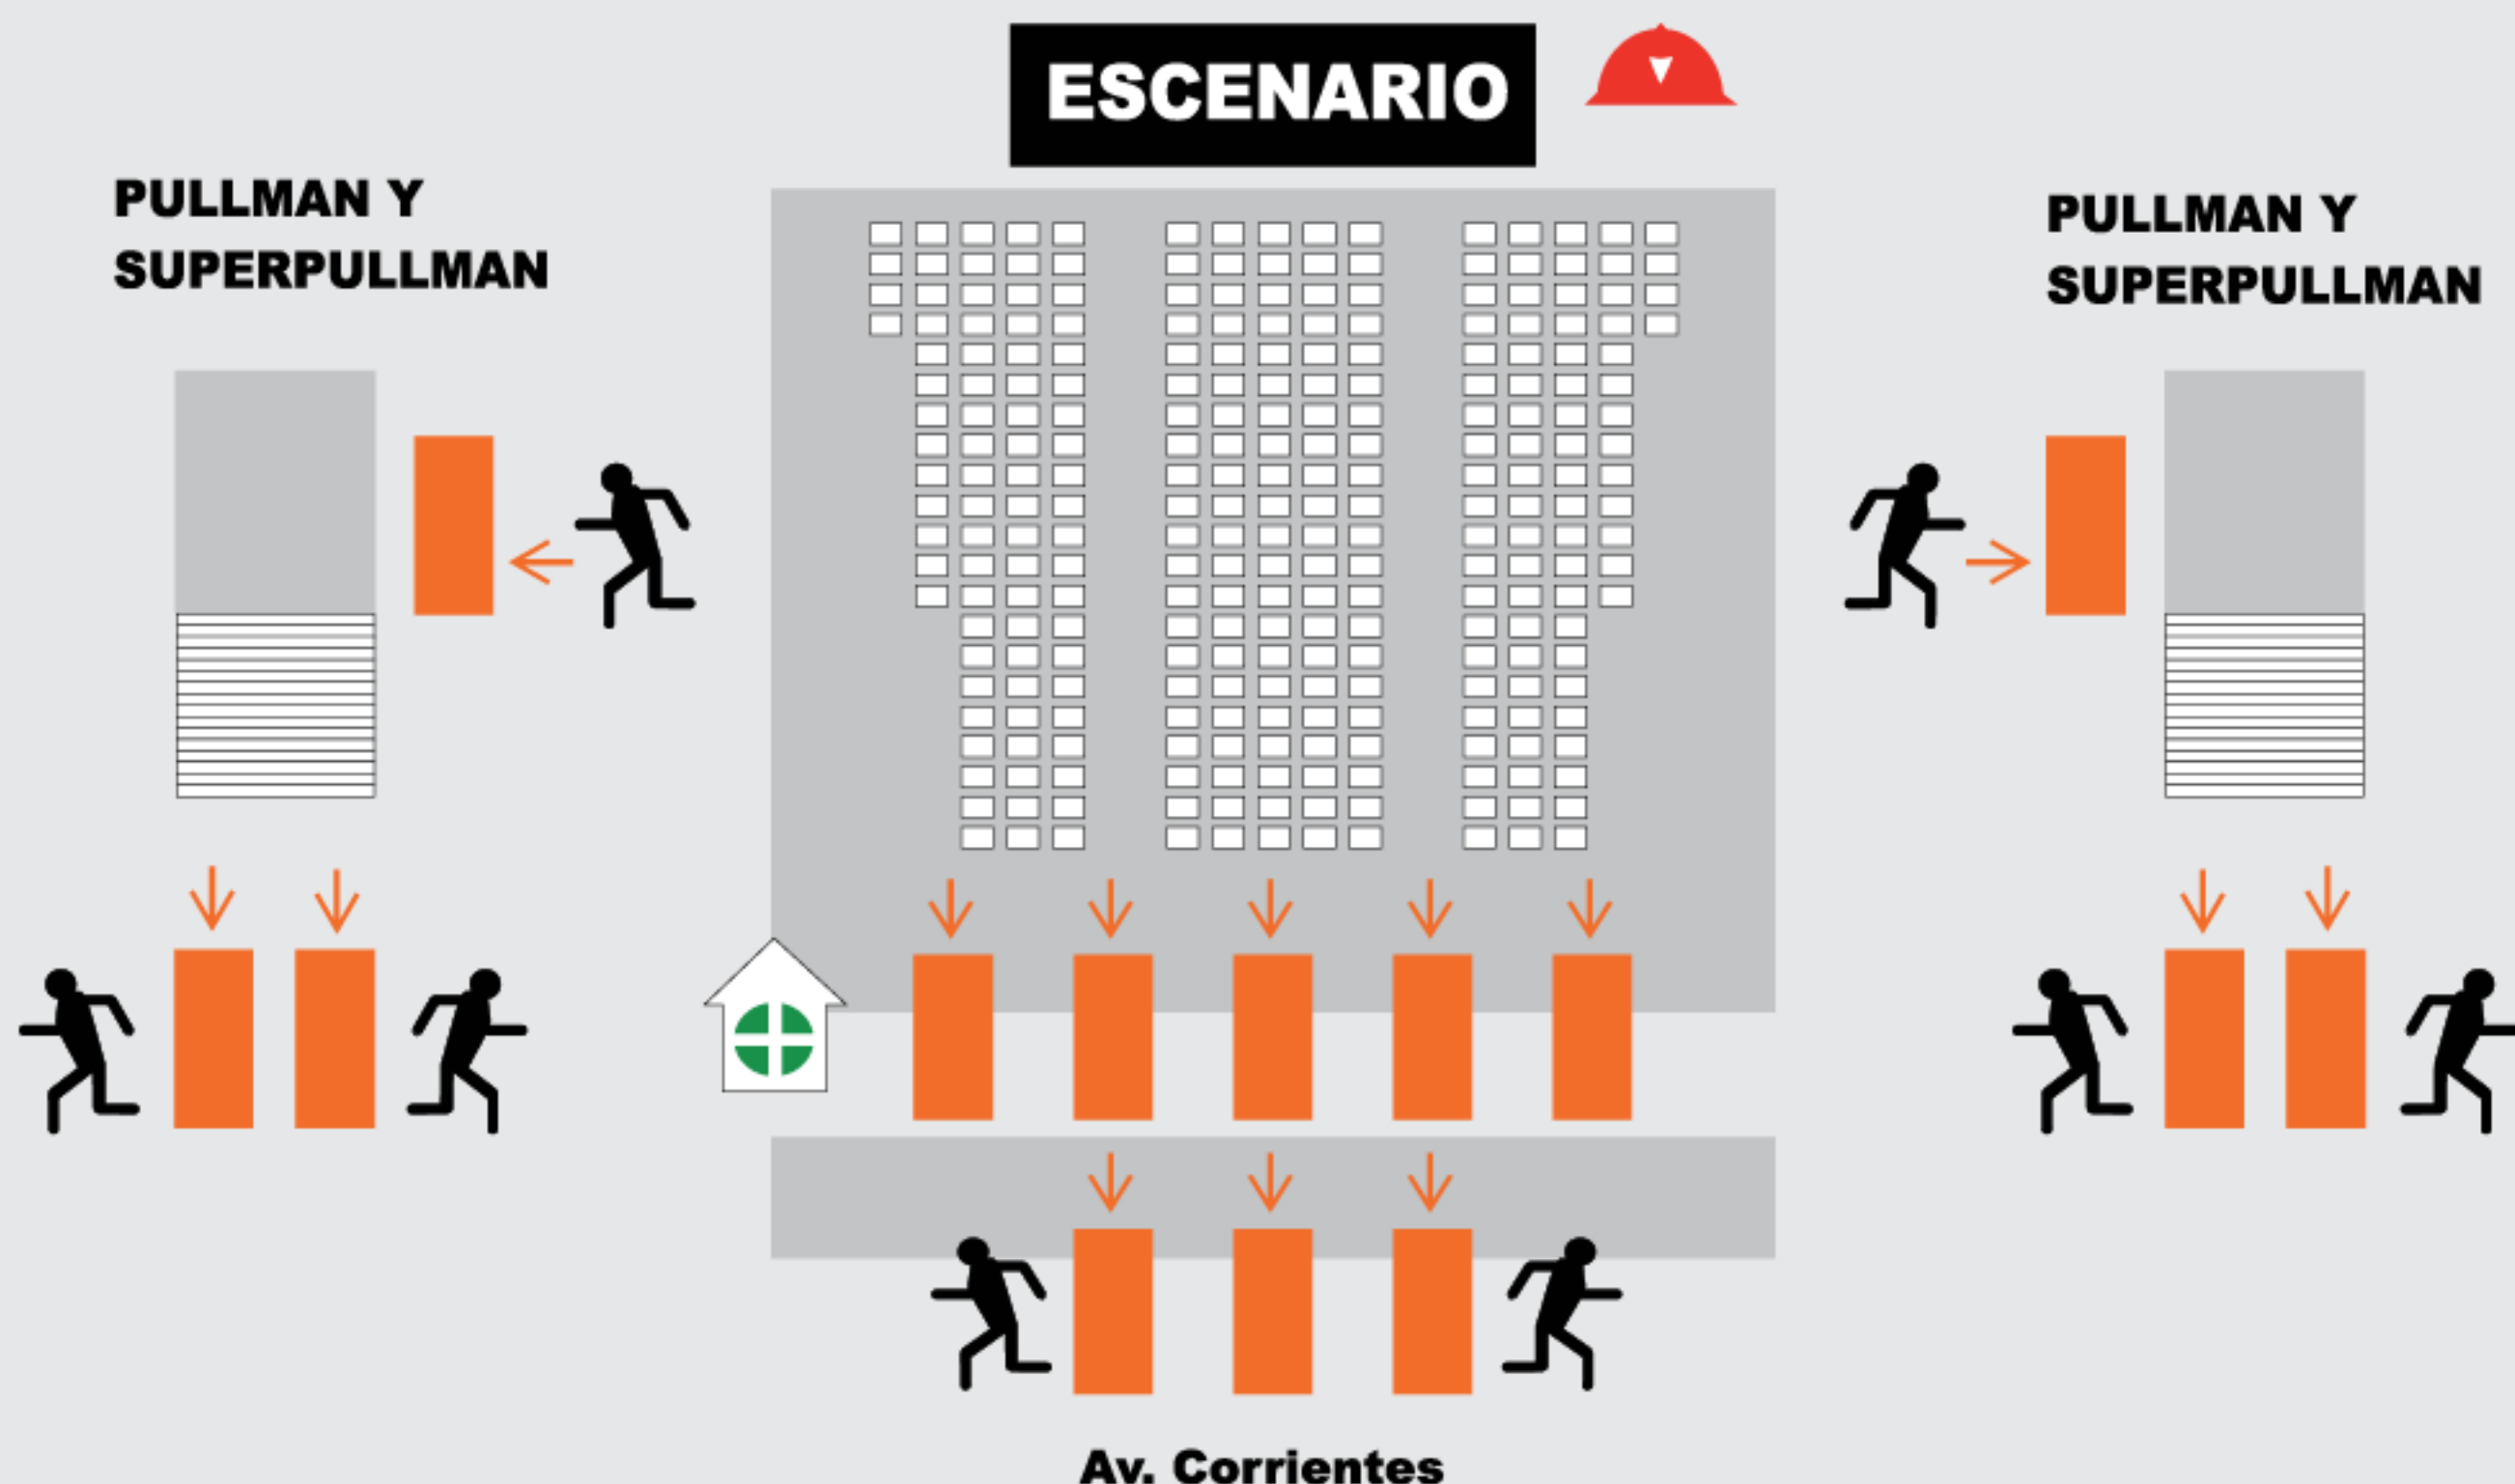 ESCENARIO
PULLMAN Y
SUPERPULLMAN
PULLMAN Y
SUPERPULLMAN
Av. Corrientes